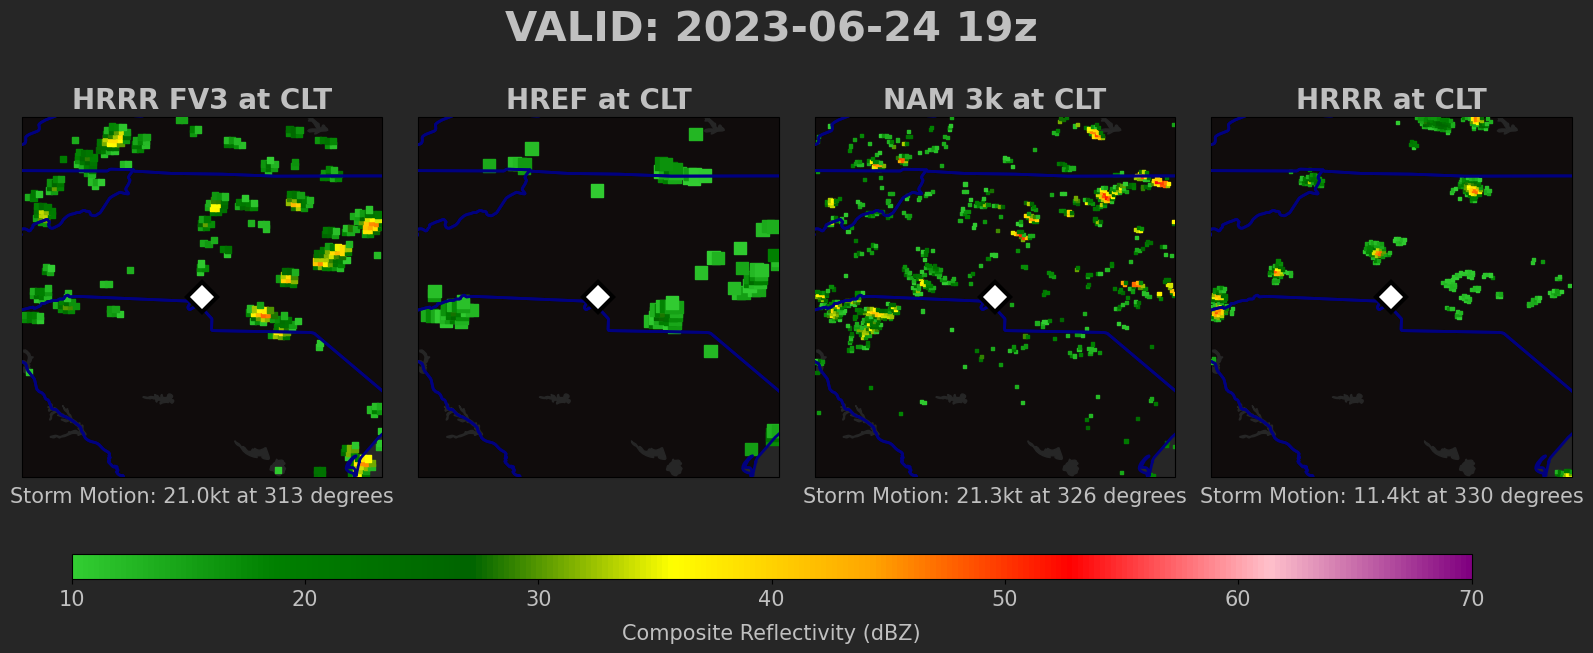 VALID: 2023-06-24 19z
HRRR FV3 at CLT
HREF at CLT
NAM 3k at CLT
HRRR at CLT
Storm Motion: 21.0kt at 313 degrees
Storm Motion: 21.3kt at 326 degrees
Storm Motion: 11.4kt at 330 degrees
10 20 30 40 50 60 70
Composite Reflectivity (dBZ)